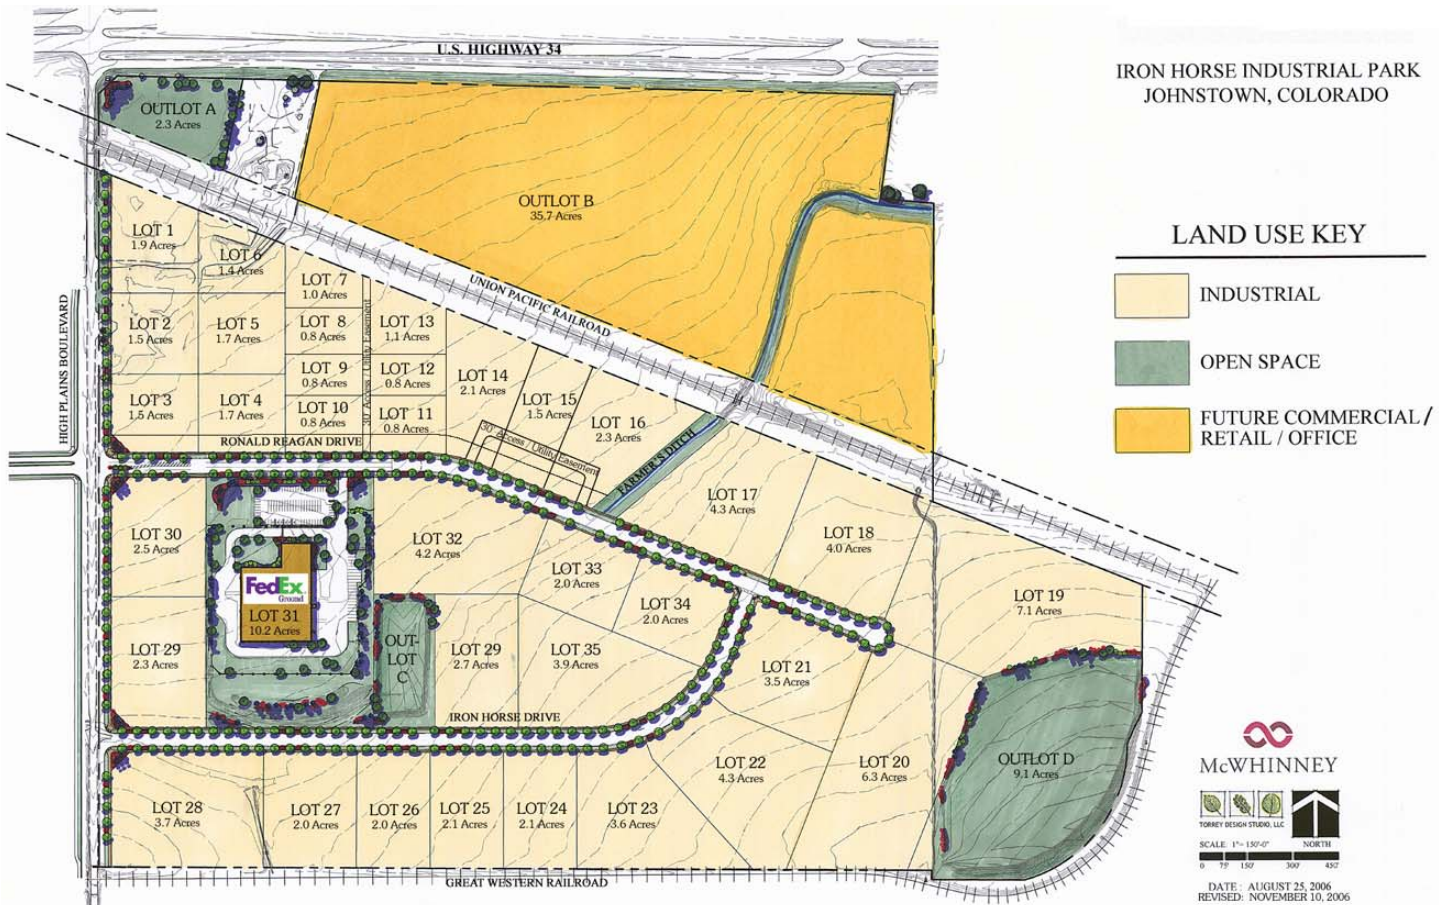 U.S. HIGHWAY 34
IRON HORSE INDUSTRIAL PARK
JOHNSTOWN, COLORADO
OUTLOT A
2.3 Acres
OUTLOT B
35.7 Acres
LAND USE KEY
INDUSTRIAL
OPEN SPACE
FUTURE COMMERCIAL /
RETAIL / OFFICE
LOT 1
1.9 Acres
LOT 6
1.4 Acres
LOT 7
1.0 Acres
UNION PACIFIC RAILROAD
HIGH PLAINS BOULEVARD
LOT 2
1.5 Acres
LOT 5
1.7 Acres
LOT 8
0.8 Acres
30' Access / Utility Easement
LOT 13
1.1 Acres
LOT 9
0.8 Acres
LOT 12
0.8 Acres
LOT 14
2.1 Acres
LOT 3
1.5 Acres
LOT 4
1.7 Acres
LOT 10
0.8 Acres
LOT 11
0.8 Acres
LOT 15
1.5 Acres
LOT 16
2.3 Acres
RONALD REAGAN DRIVE
30' Access / Utility Easement
FARMER'S DITCH
LOT 17
4.3 Acres
LOT 18
4.0 Acres
LOT 30
2.5 Acres
LOT 32
4.2 Acres
LOT 33
2.0 Acres
FedEx
Ground
LOT 31
10.2 Acres
LOT 34
2.0 Acres
LOT 19
7.1 Acres
LOT 29
2.3 Acres
OUT-
LOT
C
LOT 29
2.7 Acres
LOT 35
3.9 Acres
LOT 21
3.5 Acres
IRON HORSE DRIVE
LOT 22
4.3 Acres
LOT 20
6.3 Acres
OUTLOT D
9.1 Acres
LOT 28
3.7 Acres
LOT 27
2.0 Acres
LOT 26
2.0 Acres
LOT 25
2.1 Acres
LOT 24
2.1 Acres
LOT 23
3.6 Acres
GREAT WESTERN RAILROAD
McWHINNEY
TORREY DESIGN STUDIO, LLC
SCALE: 1"= 150'-0"
NORTH
0 75' 150' 300' 450'
DATE: AUGUST 25, 2006
REVISED: NOVEMBER 10, 2006